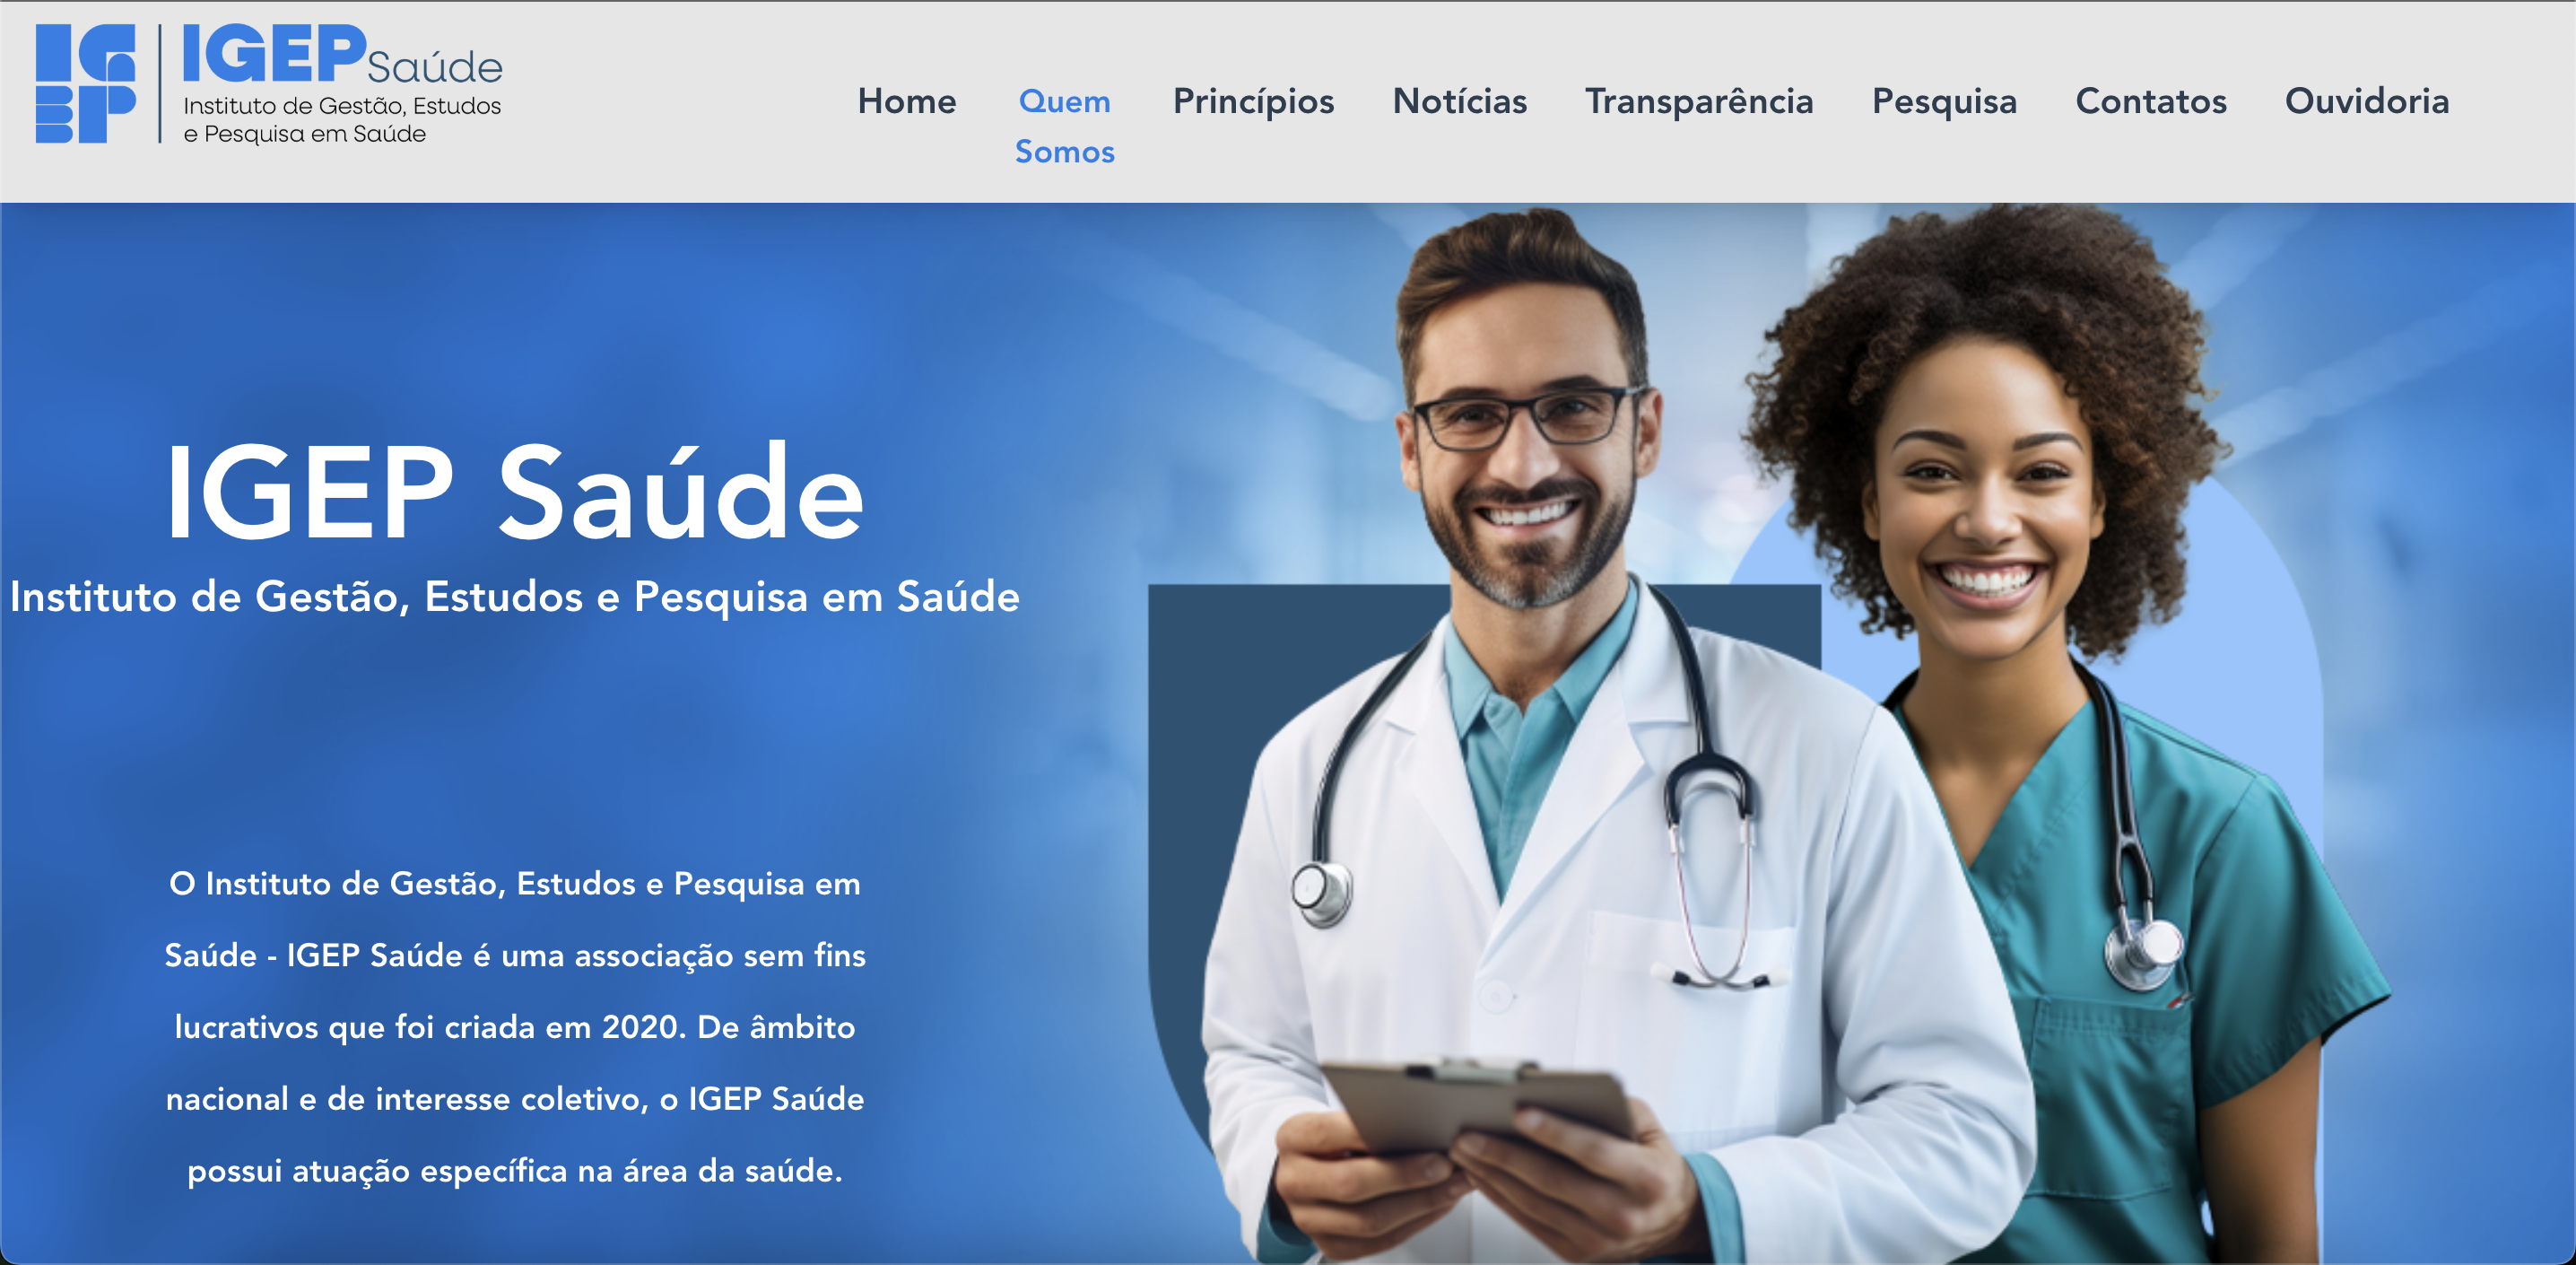 IGEP Saúde
Instituto de Gestão, Estudos
e Pesquisa em Saúde
Home
Quem
Somos
Princípios
Notícias
Transparência
Pesquisa
Contatos
Ouvidoria
IGEP Saúde
Instituto de Gestão, Estudos e Pesquisa em Saúde
O Instituto de Gestão, Estudos e Pesquisa em
Saúde - IGEP Saúde é uma associação sem fins
lucrativos que foi criada em 2020. De âmbito
nacional e de interesse coletivo, o IGEP Saúde
possui atuação específica na área da saúde.